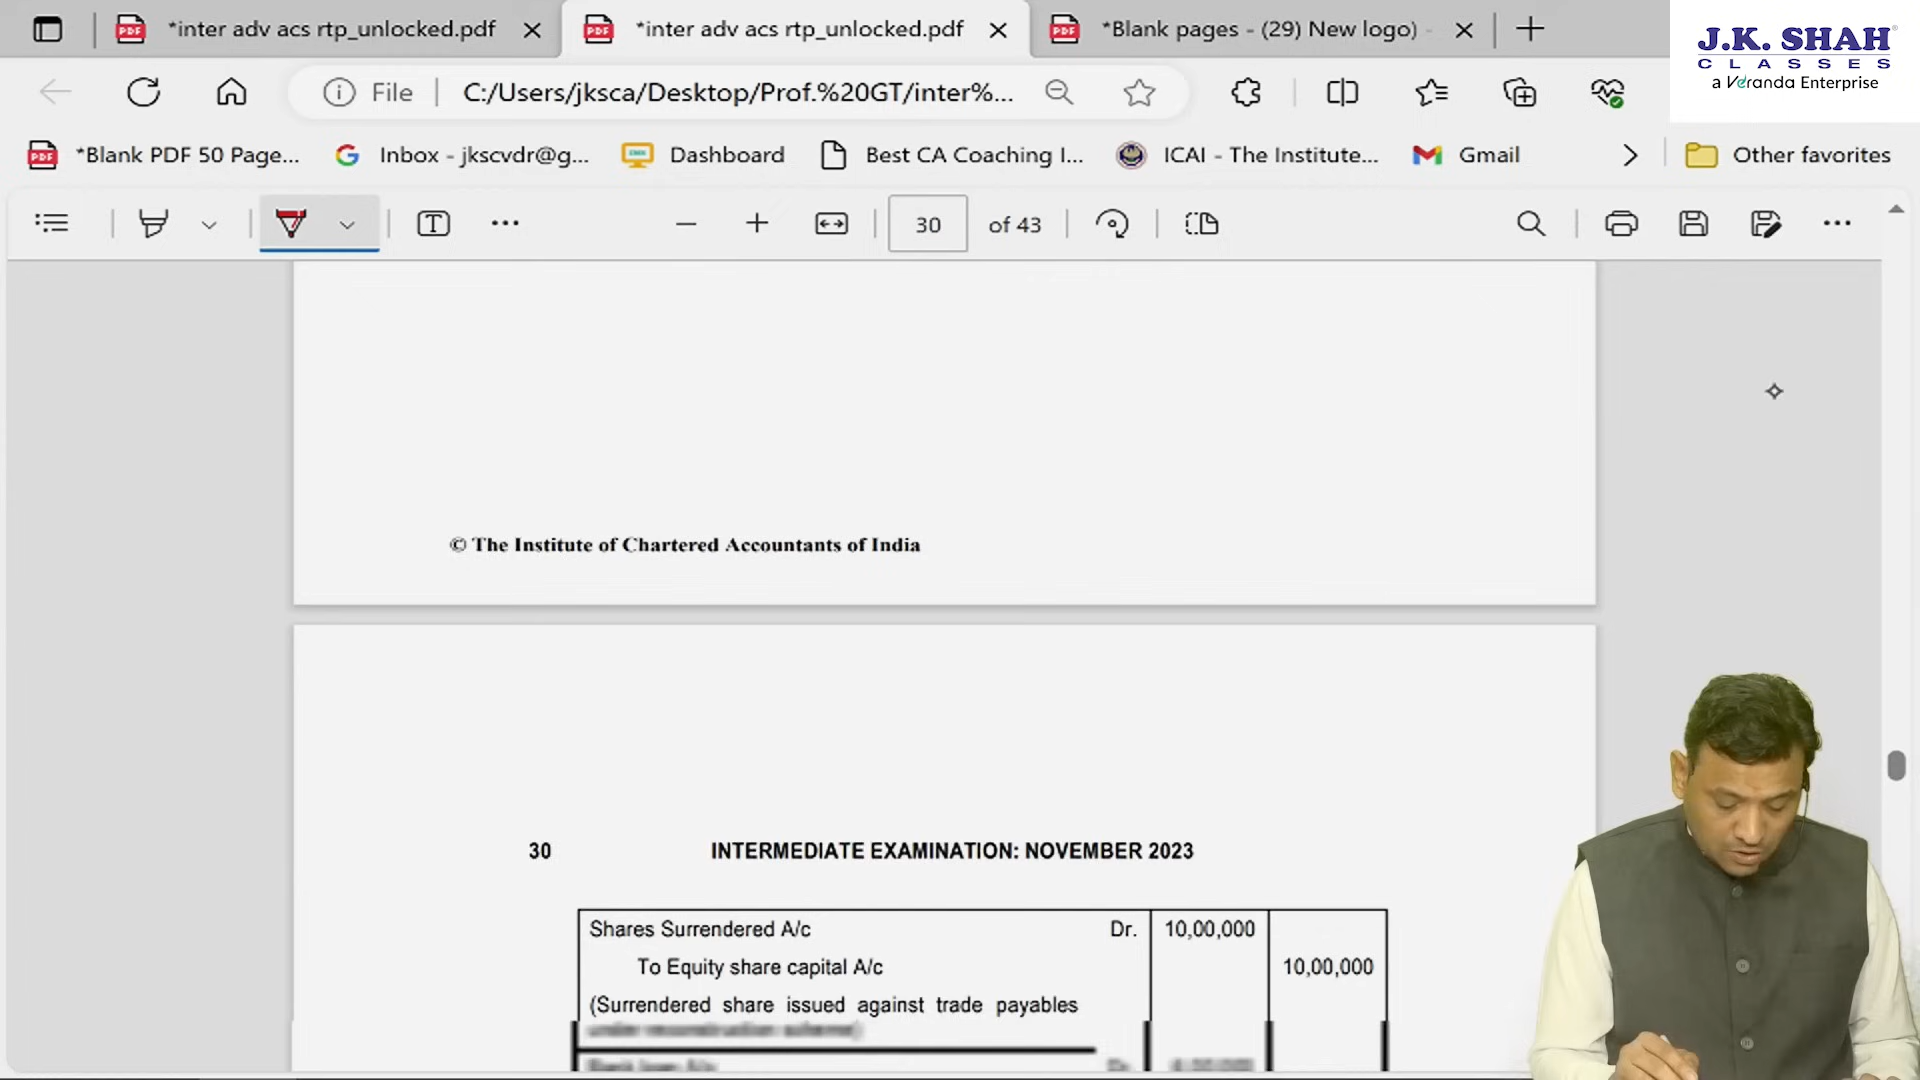 *inter adv acs rtp_unlocked.pdf
*inter adv acs rtp_unlocked.pdf
*Blank pages - (29) New logo) -
J.K. SHAH
CLASSES
a Veranda Enterprise
File
C:/Users/jksca/Desktop/Prof.%20GT/inter%...
*Blank PDF 50 Page...
Inbox - jkscvdr@g...
Dashboard
Best CA Coaching I...
ICAI - The Institute...
Gmail
Other favorites
30 of 43
© The Institute of Chartered Accountants of India
30 INTERMEDIATE EXAMINATION: NOVEMBER 2023
Shares Surrendered A/c Dr. 10,00,000
To Equity share capital A/c 10,00,000
(Surrendered share issued against trade payables
under reconstruction scheme)